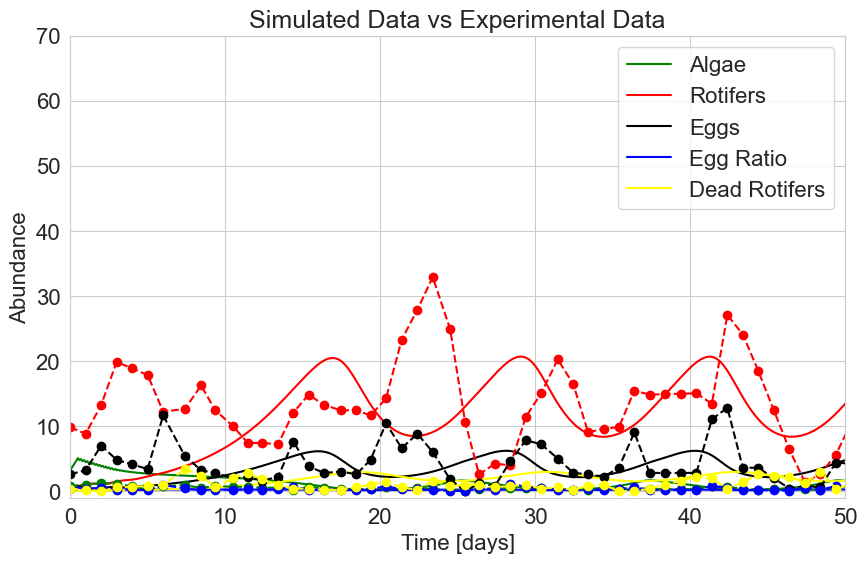 Simulated Data vs Experimental Data
70
60
50
40
30
20
10
0
Abundance
Algae
Rotifers
Eggs
Egg Ratio
Dead Rotifers
0 10 20 30 40 50
Time [days]